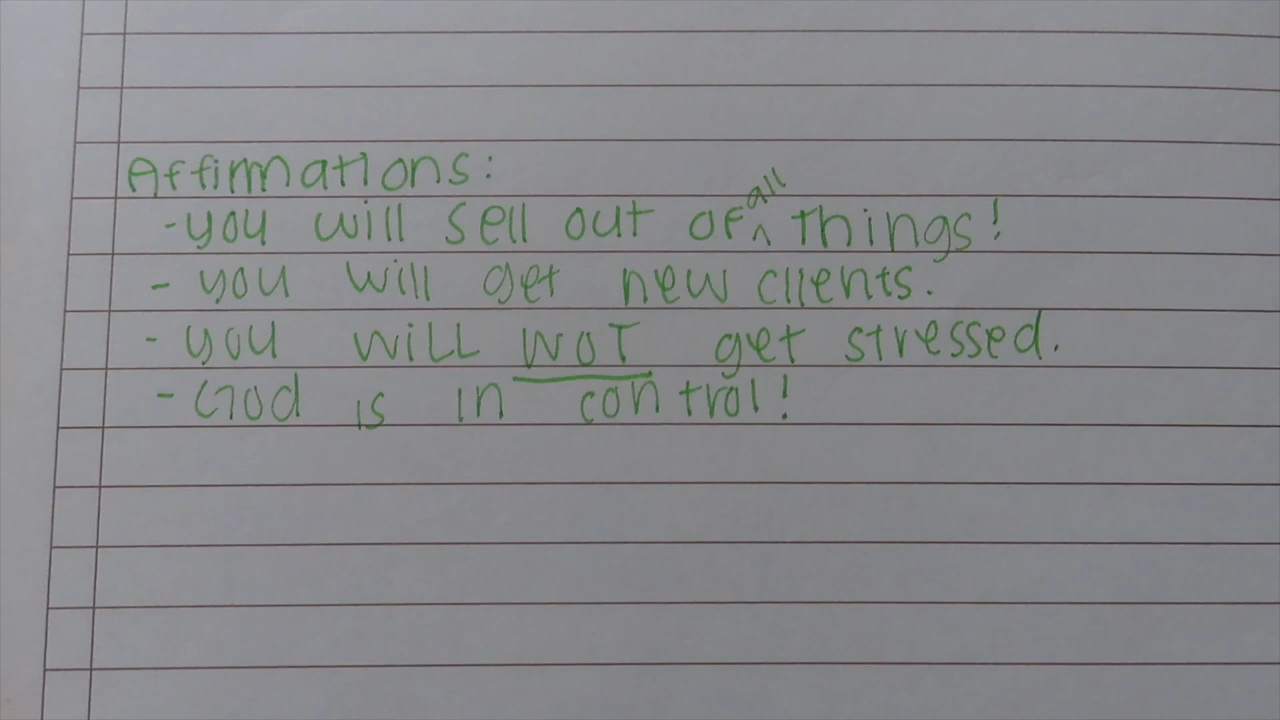 Affirmations:
-you will sell out of all things!
- you will get new clients.
- you will WOT get stressed.
- God is in control!